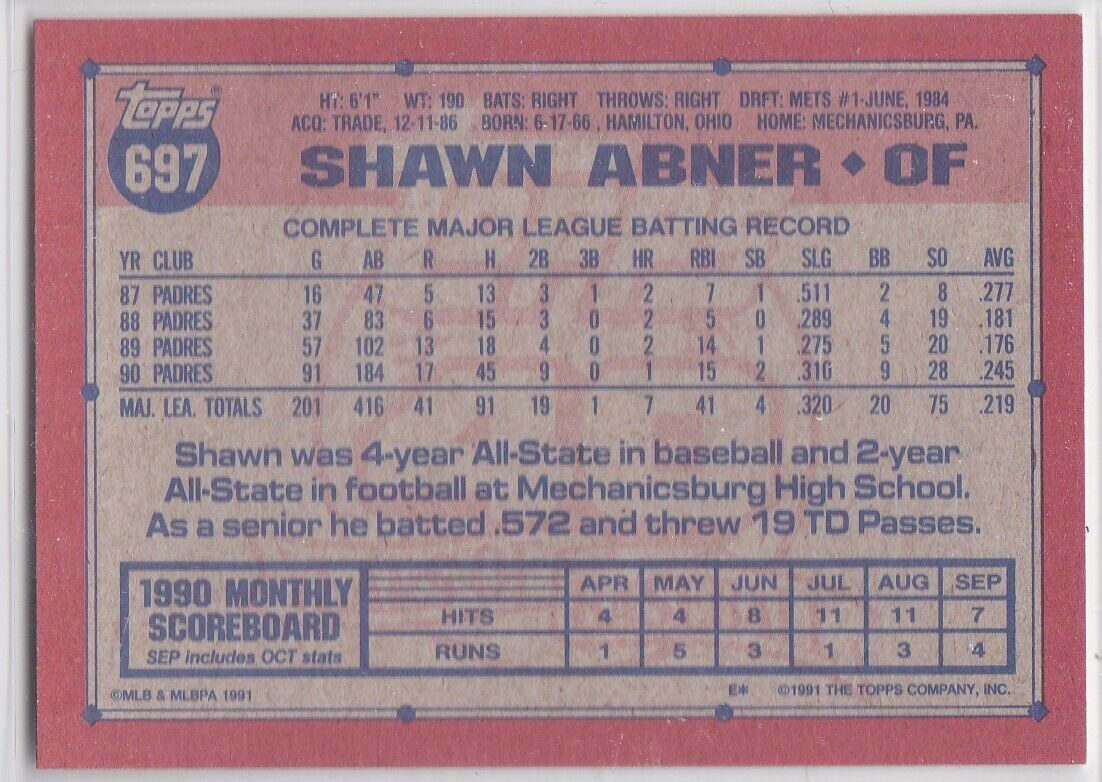 topps®
697
HT: 6'1" WT: 190 BATS: RIGHT THROWS: RIGHT DRFT: METS #1-JUNE, 1984
ACQ: TRADE, 12-11-86 BORN: 6-17-66 , HAMILTON, OHIO HOME: MECHANICSBURG, PA.
SHAWN ABNER ◆ OF
COMPLETE MAJOR LEAGUE BATTING RECORD
YR CLUB G AB R H 2B 3B HR RBI SB SLG BB SO AVG
87 PADRES 16 47 5 13 3 1 2 7 1 .511 2 8 .277
88 PADRES 37 83 6 15 3 0 2 5 0 .289 4 19 .181
89 PADRES 57 102 13 18 4 0 2 14 1 .275 5 20 .176
90 PADRES 91 184 17 45 9 0 1 15 2 .310 9 28 .245
MAJ. LEA. TOTALS 201 416 41 91 19 1 7 41 4 .320 20 75 .219
Shawn was 4-year All-State in baseball and 2-year
All-State in football at Mechanicsburg High School.
As a senior he batted .572 and threw 19 TD Passes.
1990 MONTHLY
SCOREBOARD
SEP includes OCT stats
APR MAY JUN JUL AUG SEP
HITS 4 4 8 11 11 7
RUNS 1 5 3 1 3 4
©MLB & MLBPA 1991
E* ©1991 THE TOPPS COMPANY, INC.